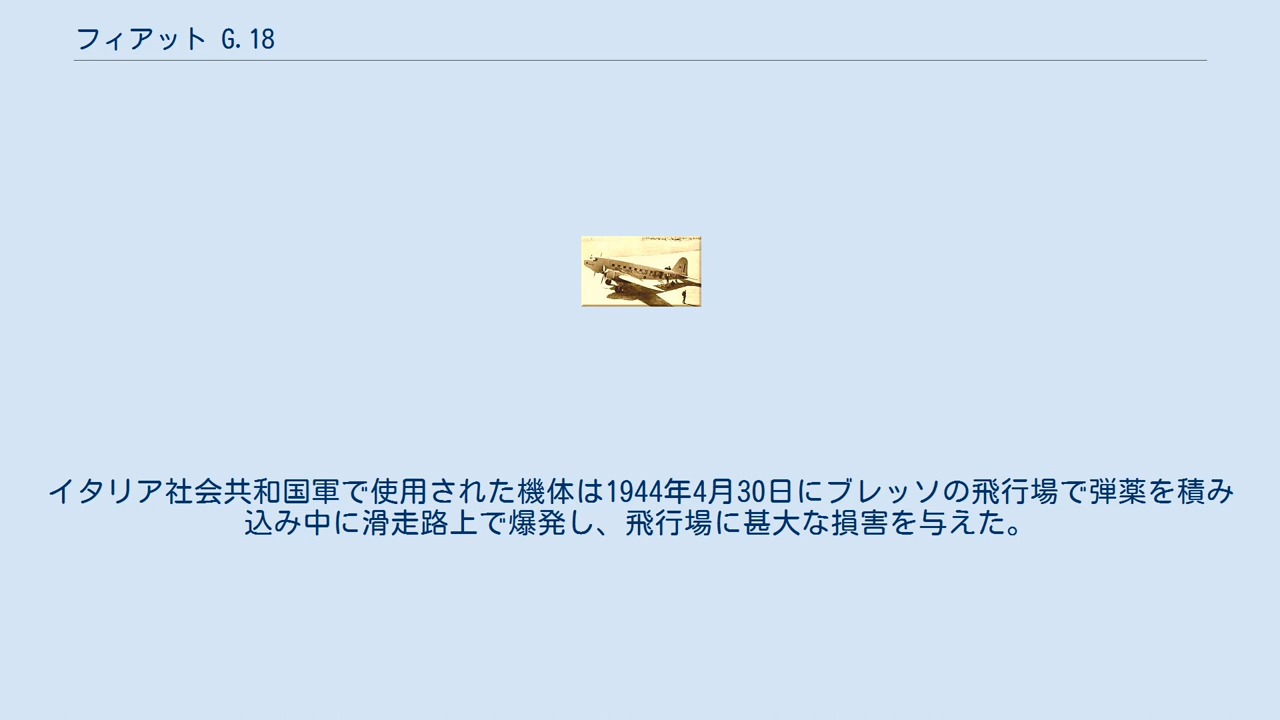 フィアット G.18
イタリア社会共和国軍で使用された機体は1944年4月30日にブレッソの飛行場で弾薬を積み
込み中に滑走路上で爆発し、飛行場に甚大な損害を与えた。